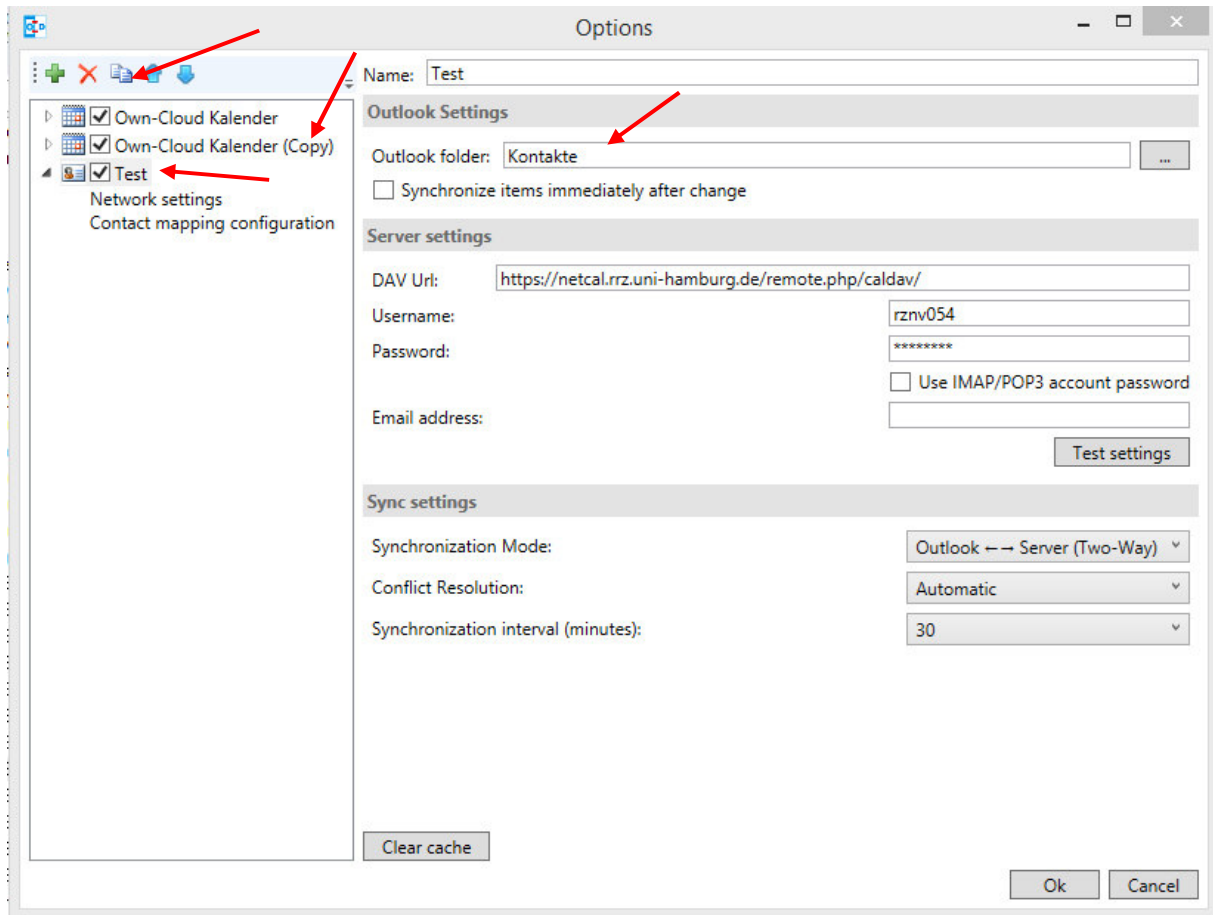 Options
Name: Test
Own-Cloud Kalender
Own-Cloud Kalender (Copy)
Test
Network settings
Contact mapping configuration
Outlook Settings
Outlook folder: Kontakte ...
Synchronize items immediately after change
Server settings
DAV Url: https://netcal.rrz.uni-hamburg.de/remote.php/caldav/
Username: rznv054
Password: ********
Use IMAP/POP3 account password
Email address:
Test settings
Sync settings
Synchronization Mode: Outlook ←→ Server (Two-Way)
Conflict Resolution: Automatic
Synchronization interval (minutes): 30
Clear cache
Ok Cancel